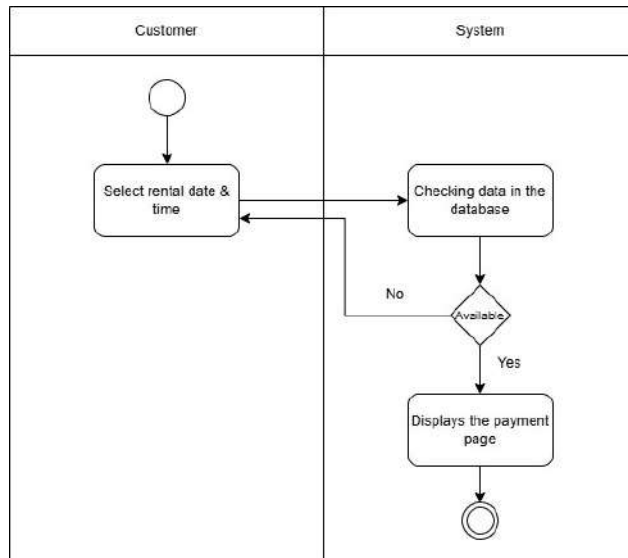 Customer
System
Select rental date &
time
Checking data in the
database
No
Available
Yes
Displays the payment
page